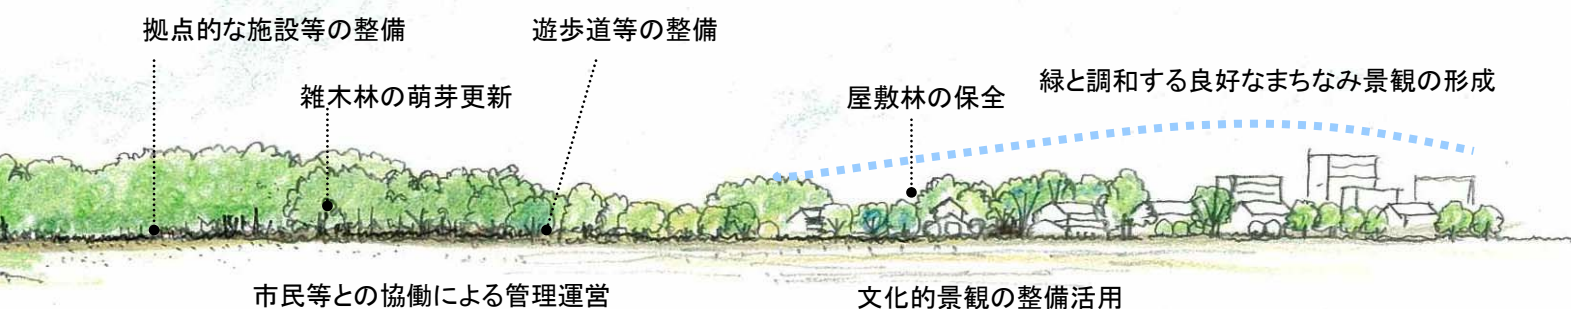 拠点的な施設等の整備
遊歩道等の整備
雑木林の萌芽更新
屋敷林の保全
緑と調和する良好なまちなみ景観の形成
市民等との協働による管理運営
文化的景観の整備活用